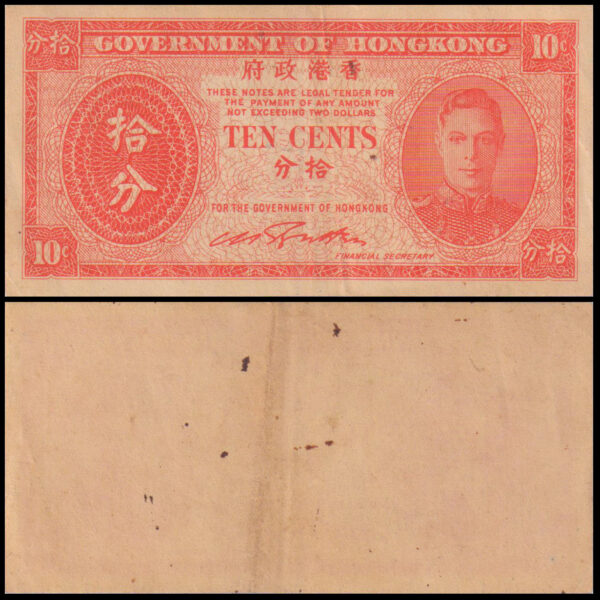 分拾 GOVERNMENT OF HONGKONG 10¢
府政港香
THESE NOTES ARE LEGAL TENDER FOR
THE PAYMENT OF ANY AMOUNT
NOT EXCEEDING TWO DOLLARS
拾分
TEN CENTS
分拾
FOR THE GOVERNMENT OF HONGKONG
FINANCIAL SECRETARY
10¢ 分拾